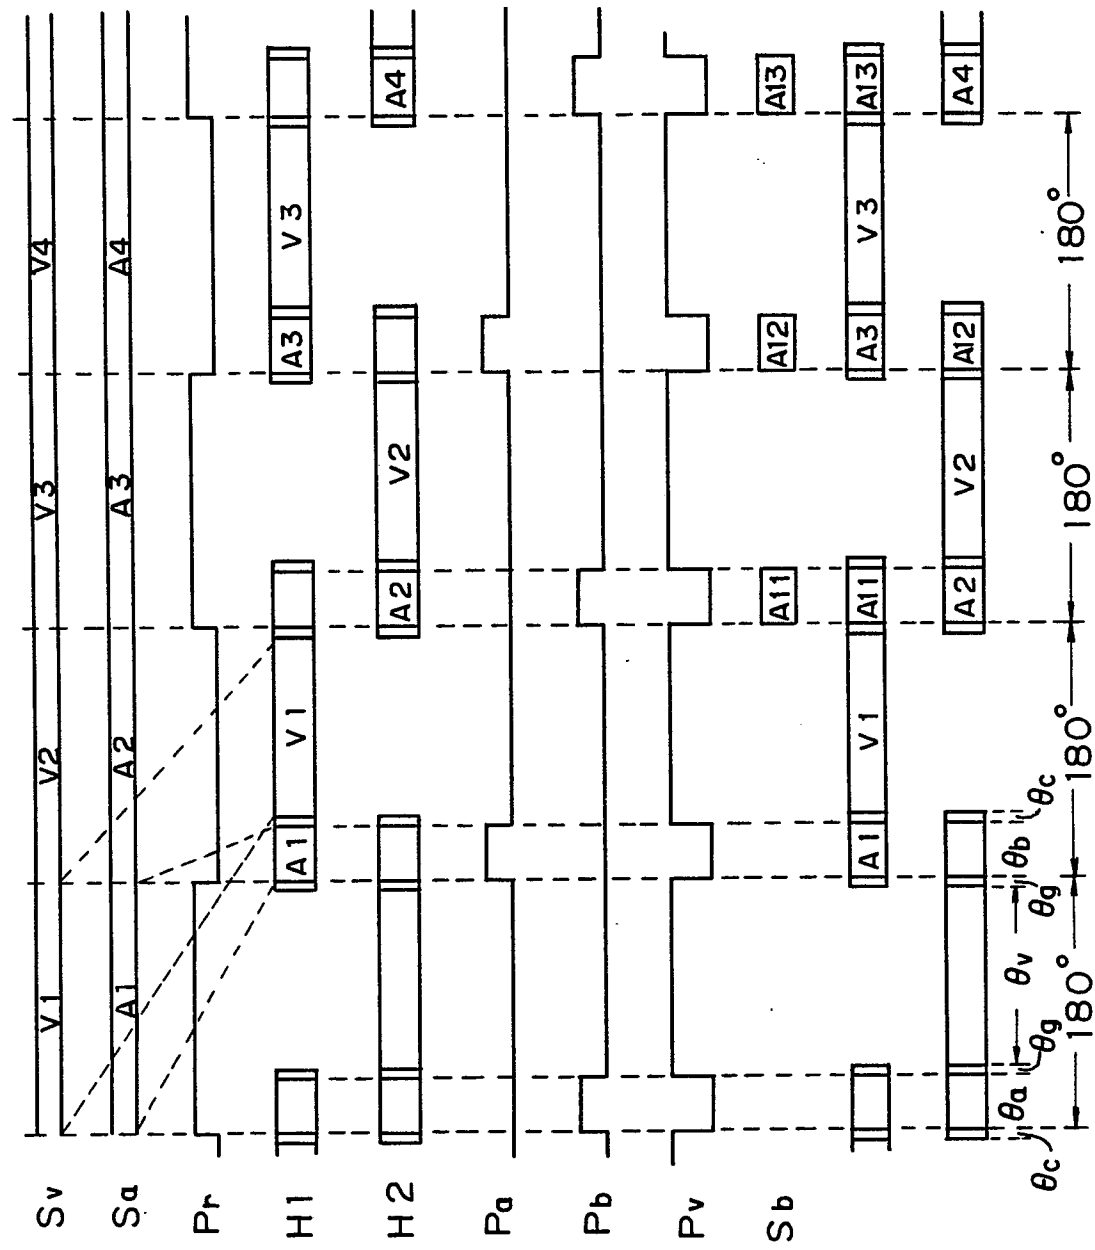 Sv V1 V2 V3 V4
Sa A1 A2 A3 A4
Pr
H1 A1 V1 A3 V3
H2 A2 V2 A4
Pa
Pb
Pv
Sb A11 A12 A13
A1 V1 A11 A3 V3 A13
A2 V2 A12 A4
θc θa θg θv θg θb θc
180° 180° 180° 180°